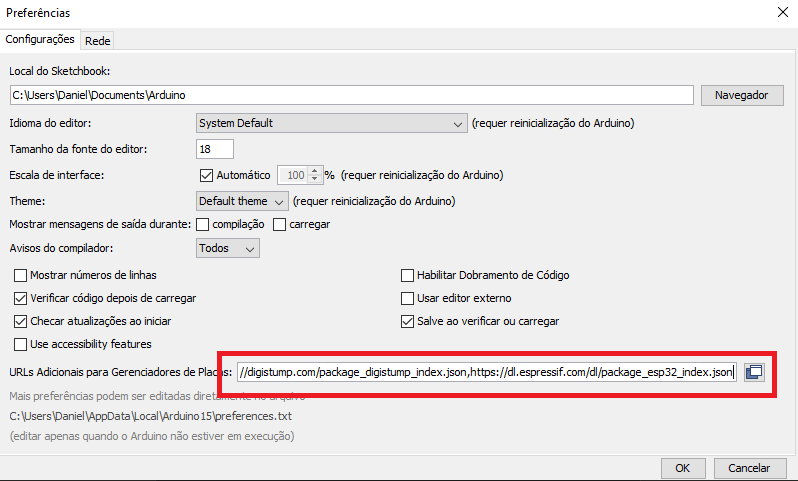 Preferências
Configurações Rede
Local do Sketchbook:
C:\Users\Daniel\Documents\Arduino Navegador
Idioma do editor: System Default (requer reinicialização do Arduino)
Tamanho da fonte do editor: 18
Escala de interface: Automático 100 % (requer reinicialização do Arduino)
Theme: Default theme (requer reinicialização do Arduino)
Mostrar mensagens de saída durante: compilação carregar
Avisos do compilador: Todos
Mostrar números de linhas Habilitar Dobramento de Código
Verificar código depois de carregar Usar editor externo
Checar atualizações ao iniciar Salve ao verificar ou carregar
Use accessibility features
URLs Adicionais para Gerenciadores de Placas: //digistump.com/package_digistump_index.json,https://dl.espressif.com/dl/package_esp32_index.json
Mais preferências podem ser editadas diretamente no arquivo
C:\Users\Daniel\AppData\Local\Arduino15\preferences.txt
(editar apenas quando o Arduino não estiver em execução)
OK Cancelar